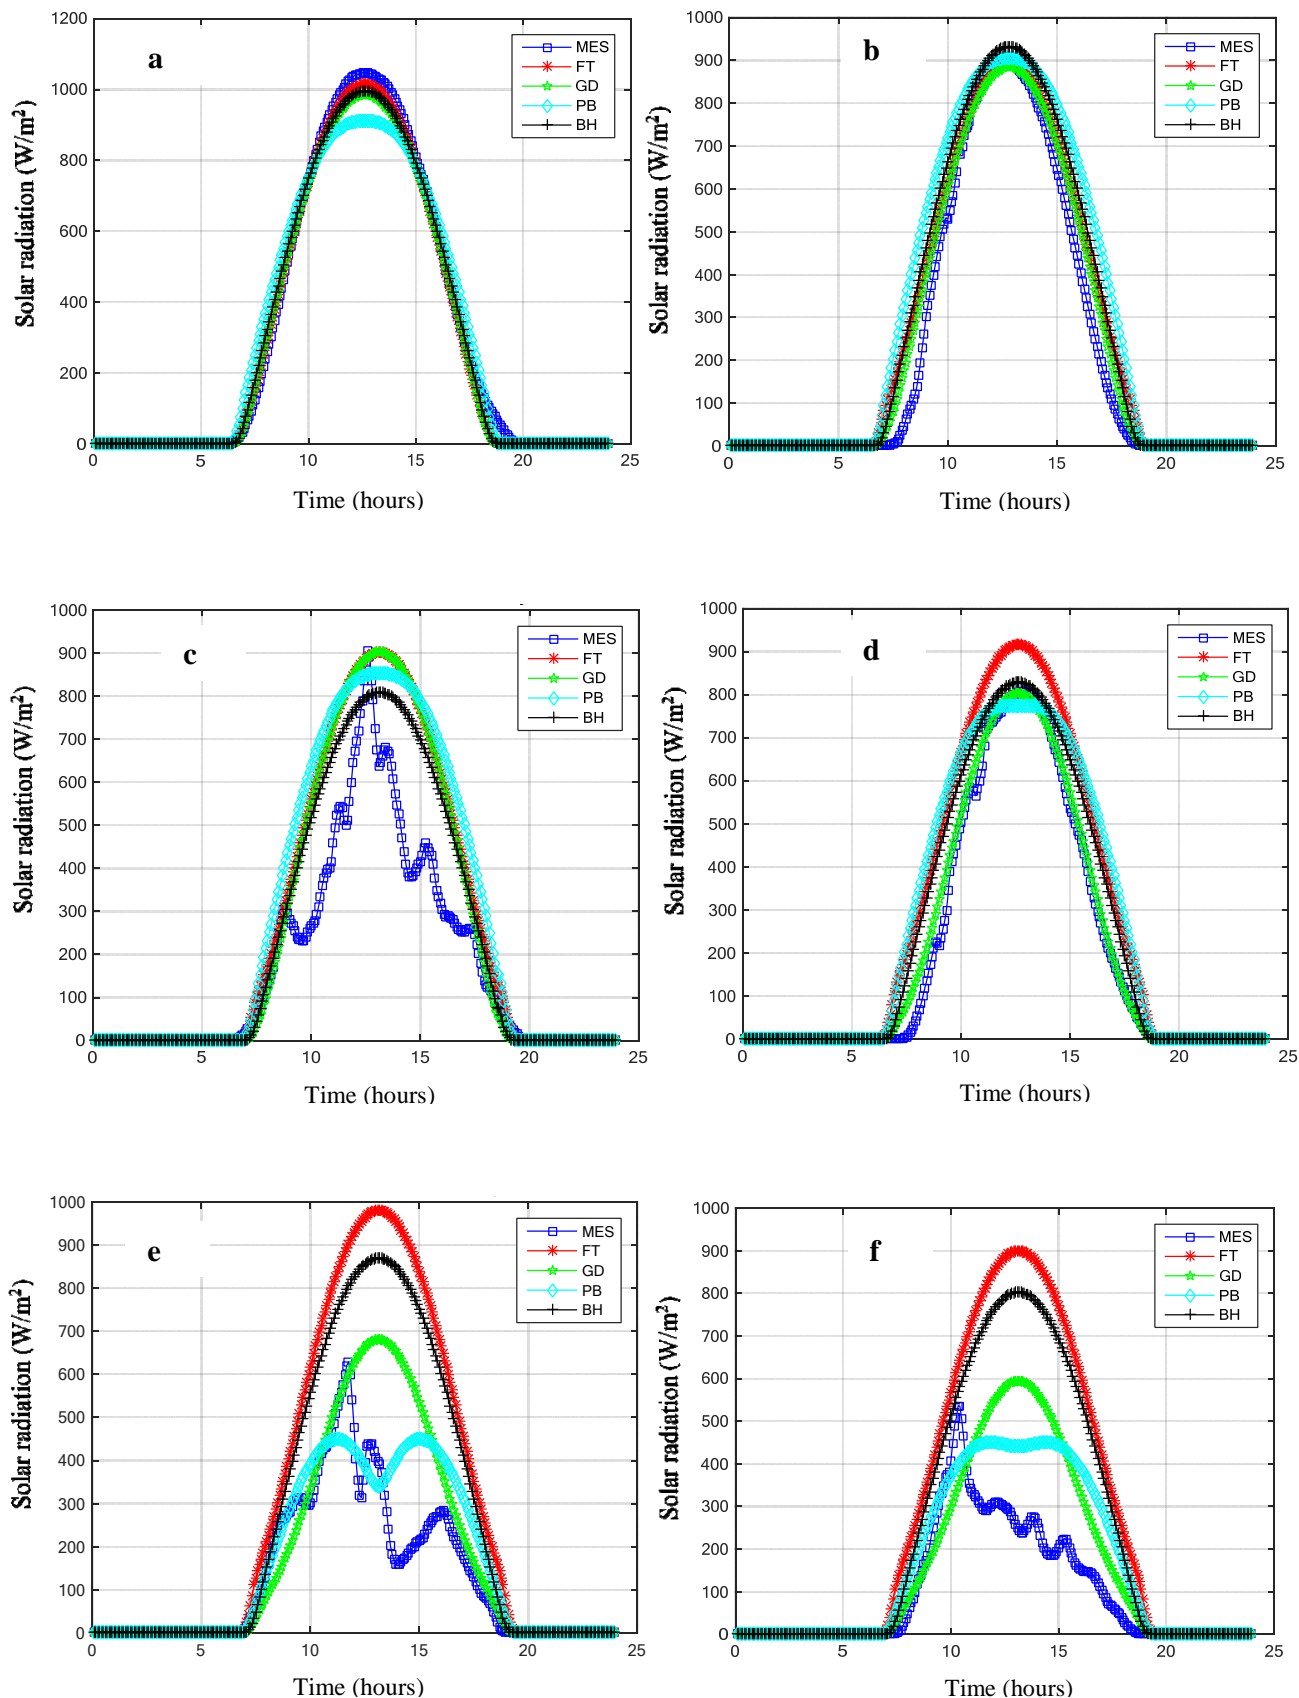 a
MES
FT
GD
PB
BH
Solar radiation (W/m²)
1200
1000
800
600
400
200
0
0 5 10 15 20 25
Time (hours)
b
MES
FT
GD
PB
BH
Solar radiation (W/m²)
1000
900
800
700
600
500
400
300
200
100
0
0 5 10 15 20 25
Time (hours)
c
MES
FT
GD
PB
BH
Solar radiation (W/m²)
1000
900
800
700
600
500
400
300
200
100
0
0 5 10 15 20 25
Time (hours)
d
MES
FT
GD
PB
BH
Solar radiation (W/m²)
1000
900
800
700
600
500
400
300
200
100
0
0 5 10 15 20 25
Time (hours)
e
MES
FT
GD
PB
BH
Solar radiation (W/m²)
1000
900
800
700
600
500
400
300
200
100
0
0 5 10 15 20 25
Time (hours)
f
MES
FT
GD
PB
BH
Solar radiation (W/m²)
1000
900
800
700
600
500
400
300
200
100
0
0 5 10 15 20 25
Time (hours)